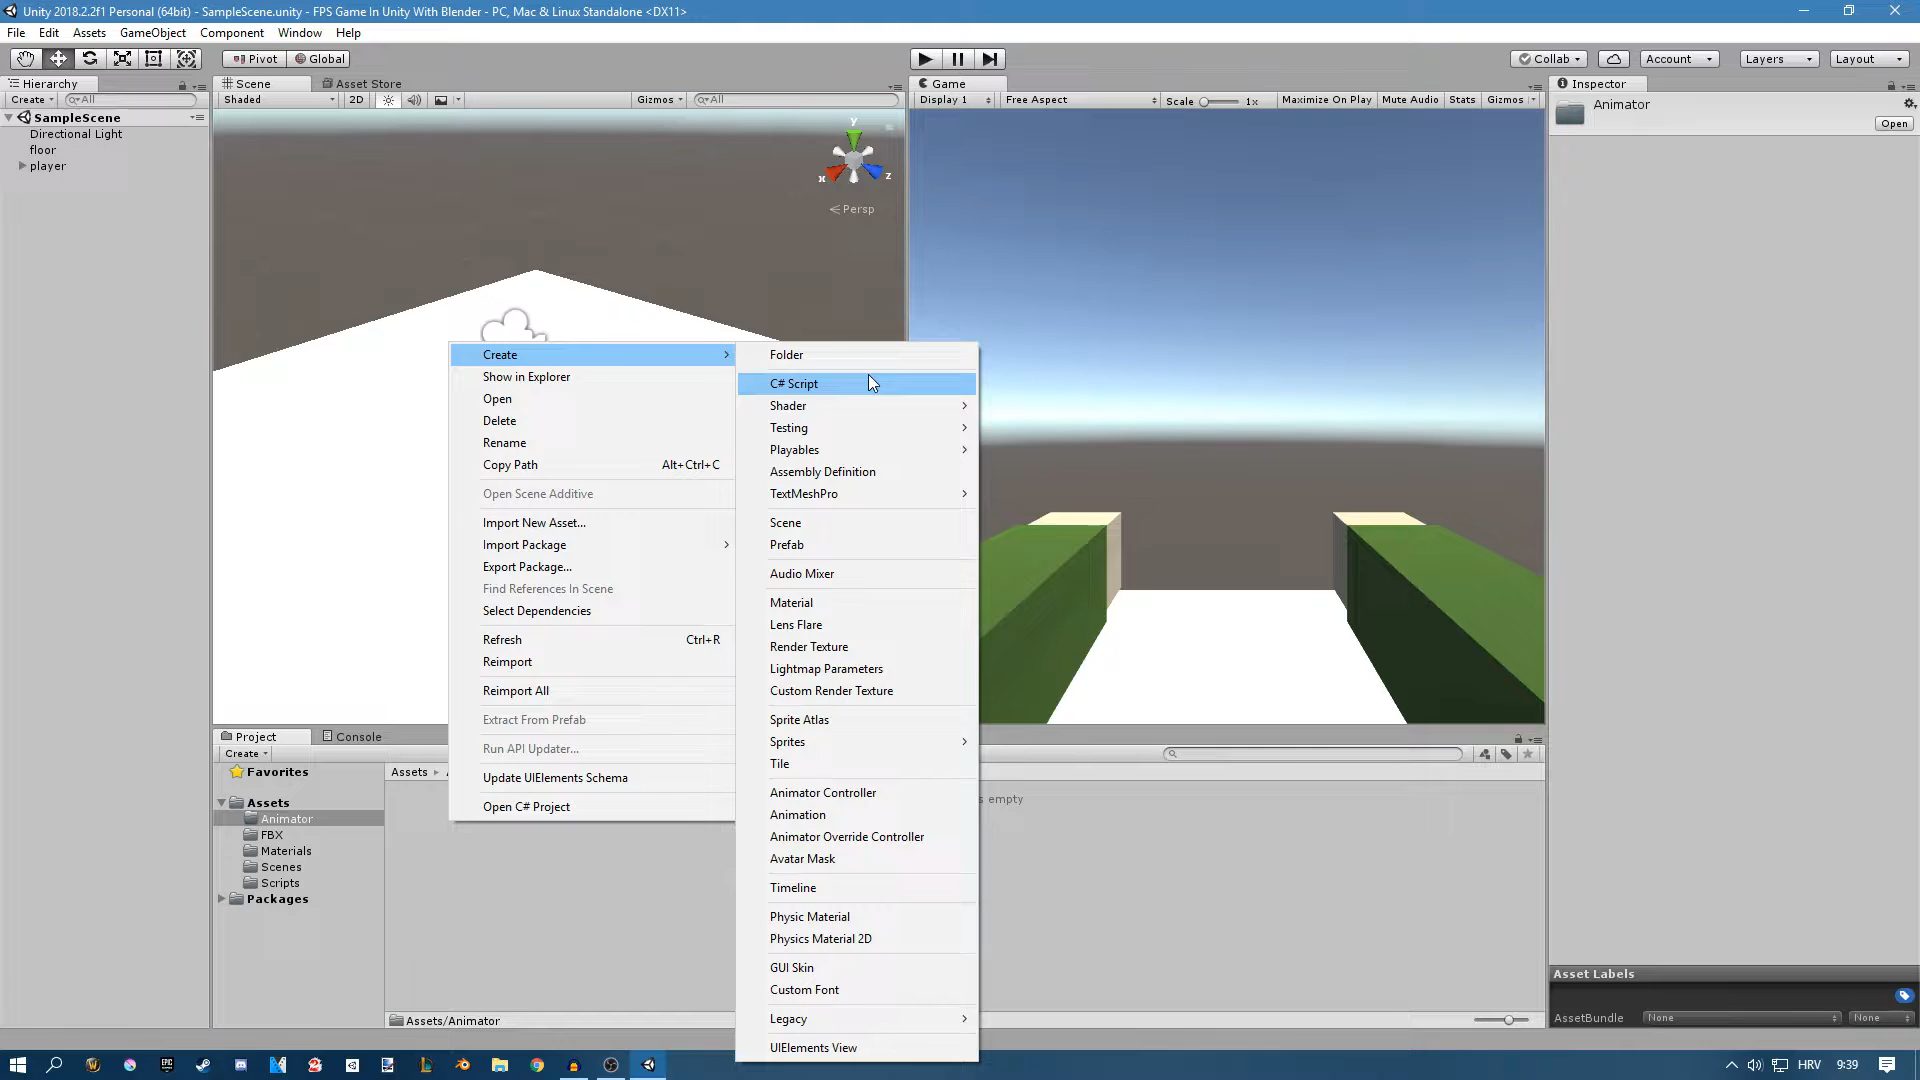 Unity 2018.2.2f1 Personal (64bit) - SampleScene.unity - FPS Game In Unity With Blender - PC, Mac & Linux Standalone <DX11>
File Edit Assets GameObject Component Window Help
Pivot Global Collab Account Layers Layout
Hierarchy
Create All
SampleScene
Directional Light
floor
player
Scene Asset Store
Shaded 2D Gizmos All
y
x
z
Persp
Game
Display 1 Free Aspect Scale 1x Maximize On Play Mute Audio Stats Gizmos
Inspector
Animator
Open
Create
Show in Explorer
Open
Delete
Rename
Copy Path Alt+Ctrl+C
Open Scene Additive
Import New Asset...
Import Package
Export Package...
Find References In Scene
Select Dependencies
Refresh Ctrl+R
Reimport
Reimport All
Extract From Prefab
Run API Updater...
Update UIElements Schema
Open C# Project
Folder
C# Script
Shader
Testing
Playables
Assembly Definition
TextMeshPro
Scene
Prefab
Audio Mixer
Material
Lens Flare
Render Texture
Lightmap Parameters
Custom Render Texture
Sprite Atlas
Sprites
Tile
Animator Controller
Animation
Animator Override Controller
Avatar Mask
Timeline
Physic Material
Physics Material 2D
GUI Skin
Custom Font
Legacy
UIElements View
Project Console
Create
Favorites
Assets
Animator
FBX
Materials
Scenes
Scripts
Packages
Assets
empty
Assets/Animator
Asset Labels
AssetBundle None None
HRV 9:39